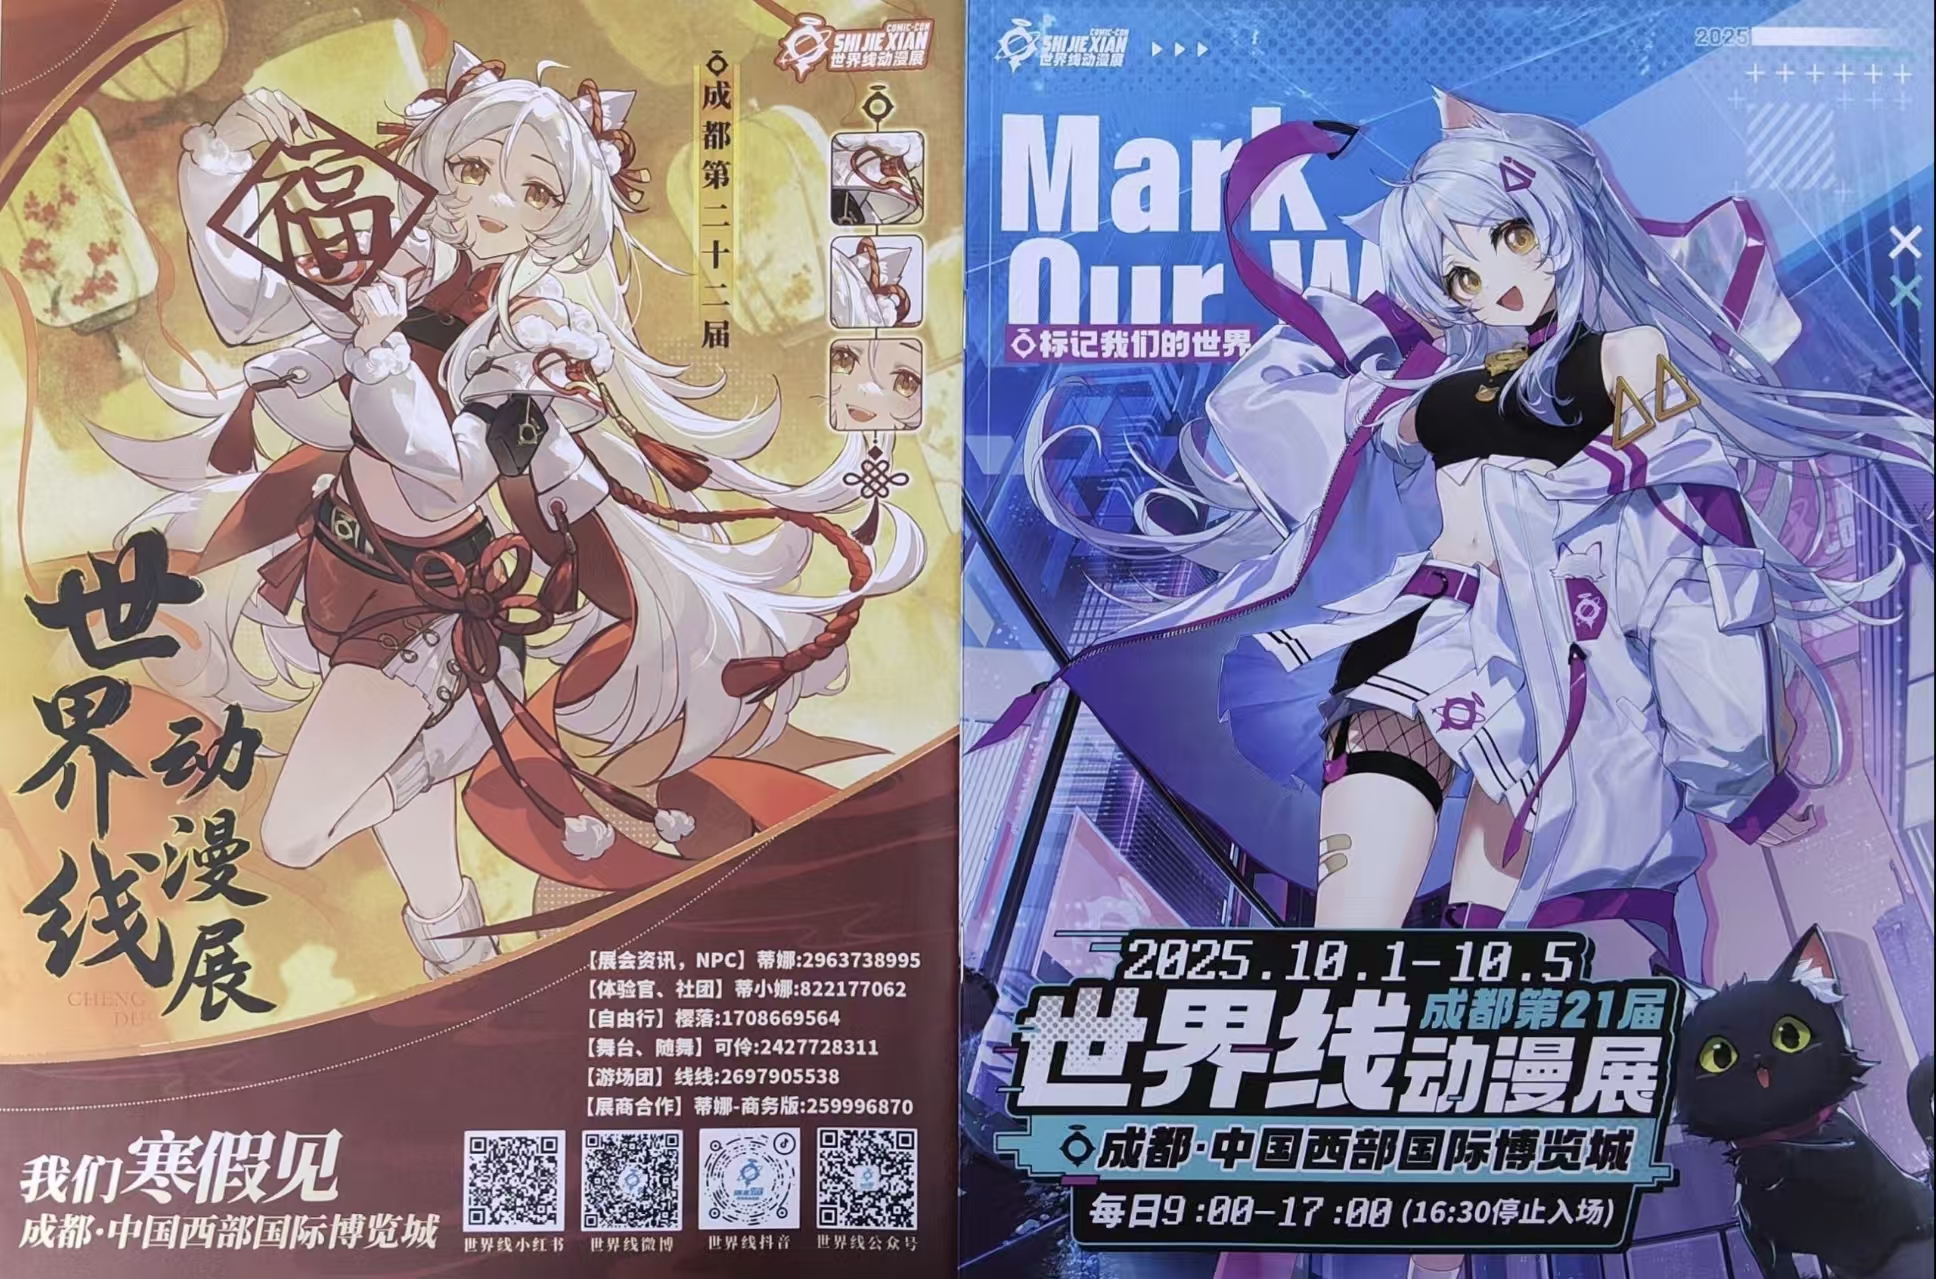 COMIC-CON
SHIJIEXIAN
世界线动漫展
成都第二十二届
福
世界线
动漫展
CHENG
DU
【展会资讯，NPC】蒂娜:2963738995
【体验官、社团】蒂小娜:822177062
【自由行】樱落:1708669564
【舞台、随舞】可伶:2427728311
【游场团】线线:2697905538
【展商合作】蒂娜-商务版:259996870
我们寒假见
成都·中国西部国际博览城
世界线小红书
世界线微博
世界线抖音
世界线公众号
COMIC-CON
SHIJIEXIAN
世界线动漫展
2025
Mark
Our W
标记我们的世界
2025.10.1-10.5
成都第21届
世界线动漫展
成都·中国西部国际博览城
每日9:00-17:00(16:30停止入场)